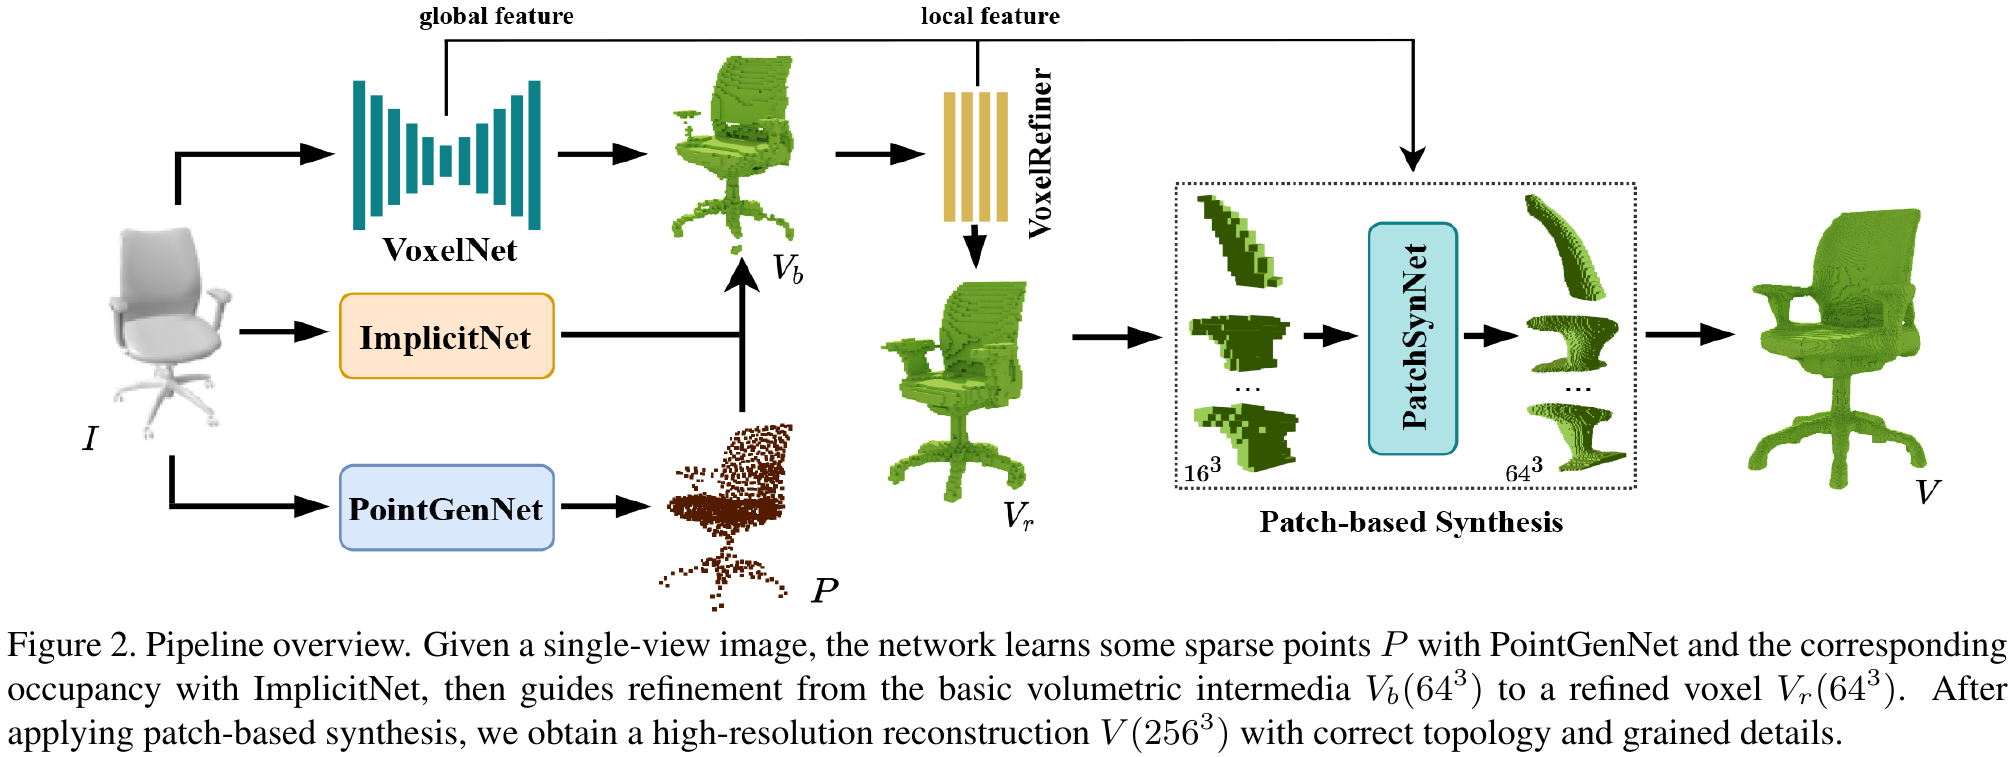 global feature
local feature
VoxelNet
V_b
VoxelRefiner
ImplicitNet
I
PointGenNet
P
V_r
16^3
...
PatchSynNet
64^3
...
Patch-based Synthesis
V
Figure 2. Pipeline overview. Given a single-view image, the network learns some sparse points P with PointGenNet and the corresponding
occupancy with ImplicitNet, then guides refinement from the basic volumetric intermedia V_b(64^3) to a refined voxel V_r(64^3). After
applying patch-based synthesis, we obtain a high-resolution reconstruction V(256^3) with correct topology and grained details.